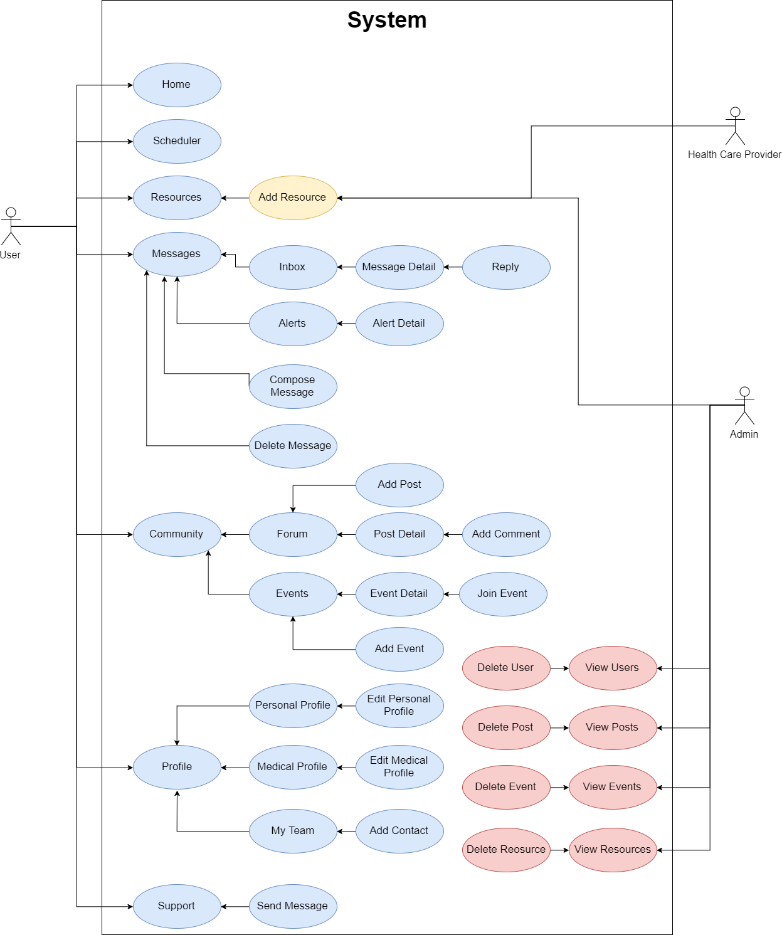 System
Home
Scheduler
Health Care Provider
Resources
Add Resource
User
Messages
Inbox
Message Detail
Reply
Alerts
Alert Detail
Compose
Message
Admin
Delete Message
Add Post
Community
Forum
Post Detail
Add Comment
Events
Event Detail
Join Event
Add Event
Delete User
View Users
Personal Profile
Edit Personal
Profile
Delete Post
View Posts
Profile
Medical Profile
Edit Medical
Profile
Delete Event
View Events
My Team
Add Contact
Delete Reosurce
View Resources
Support
Send Message